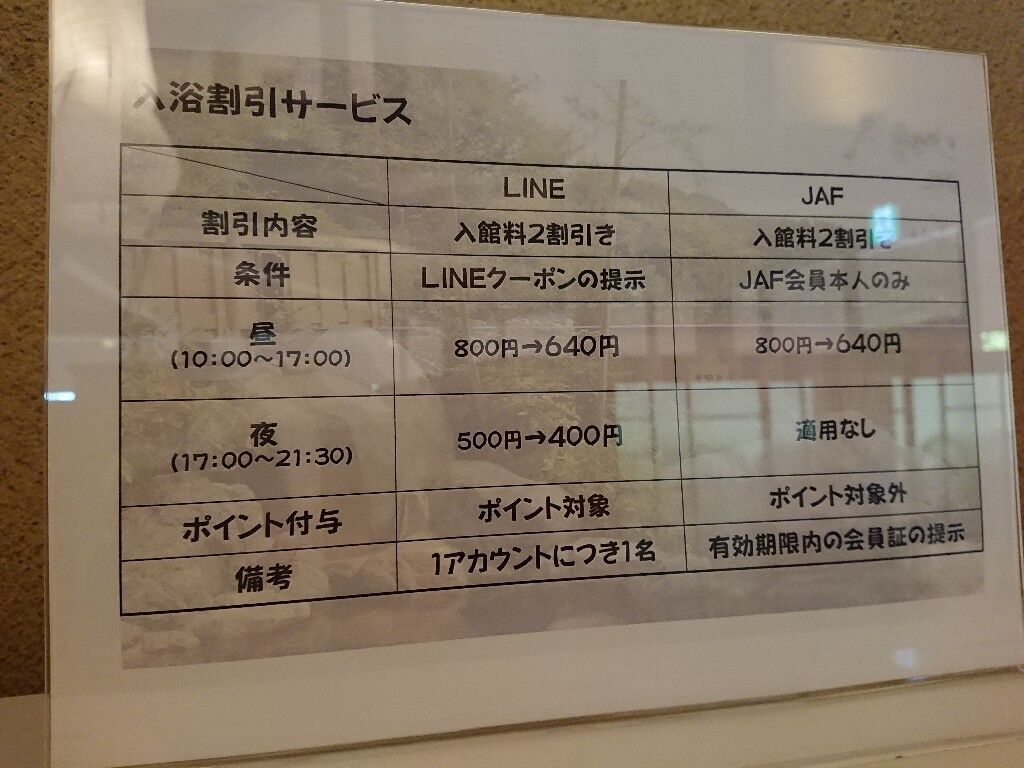 入浴割引サービス
LINE JAF
割引内容 入館料2割引き 入館料2割引き
条件 LINEクーポンの提示 JAF会員本人のみ
昼
(10:00～17:00) 800円→640円 800円→640円
夜
(17:00～21:30) 500円→400円 適用なし
ポイント付与 ポイント対象 ポイント対象外
備考 1アカウントにつき1名 有効期限内の会員証の提示